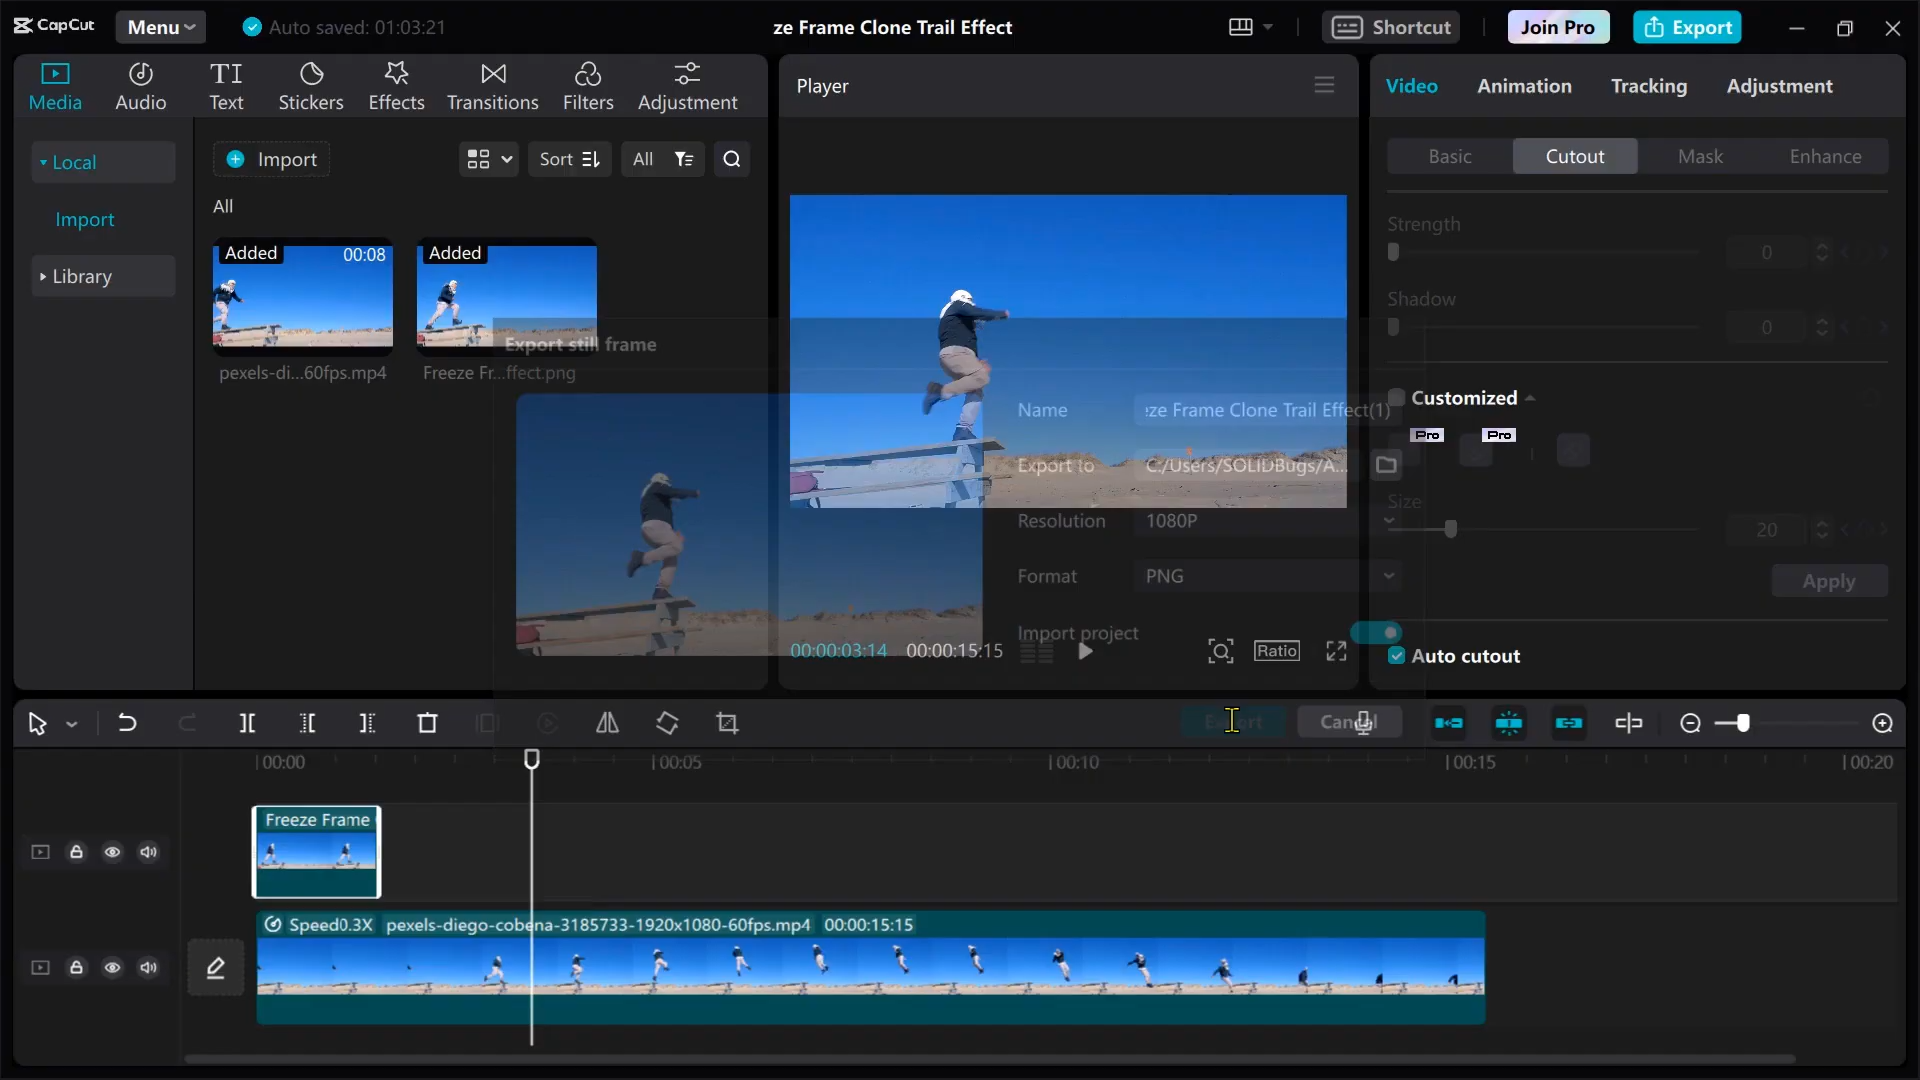 CapCut
Menu
Auto saved: 01:03:21
ze Frame Clone Trail Effect
Shortcut
Join Pro
Export
Media
Audio
TI
Text
Stickers
Effects
Transitions
Filters
Adjustment
Player
Video
Animation
Tracking
Adjustment
Local
Import
Library
Import
Sort
All
All
Added
00:08
pexels-di...60fps.mp4
Added
Freeze Fr...ffect.png
Basic
Cutout
Mask
Enhance
Strength
0
Shadow
0
Customized
Pro
Pro
Size
20
Apply
Auto cutout
Export still frame
Name
ze Frame Clone Trail Effect(1)
Export to
C:/Users/SOLIDBugs/A...
Resolution
1080P
Format
PNG
Import project
00:00:03:14
00:00:15:15
Ratio
Export
Cancel
00:00
00:05
00:10
00:15
00:20
Freeze Frame
Speed0.3X
pexels-diego-cobena-3185733-1920x1080-60fps.mp4
00:00:15:15